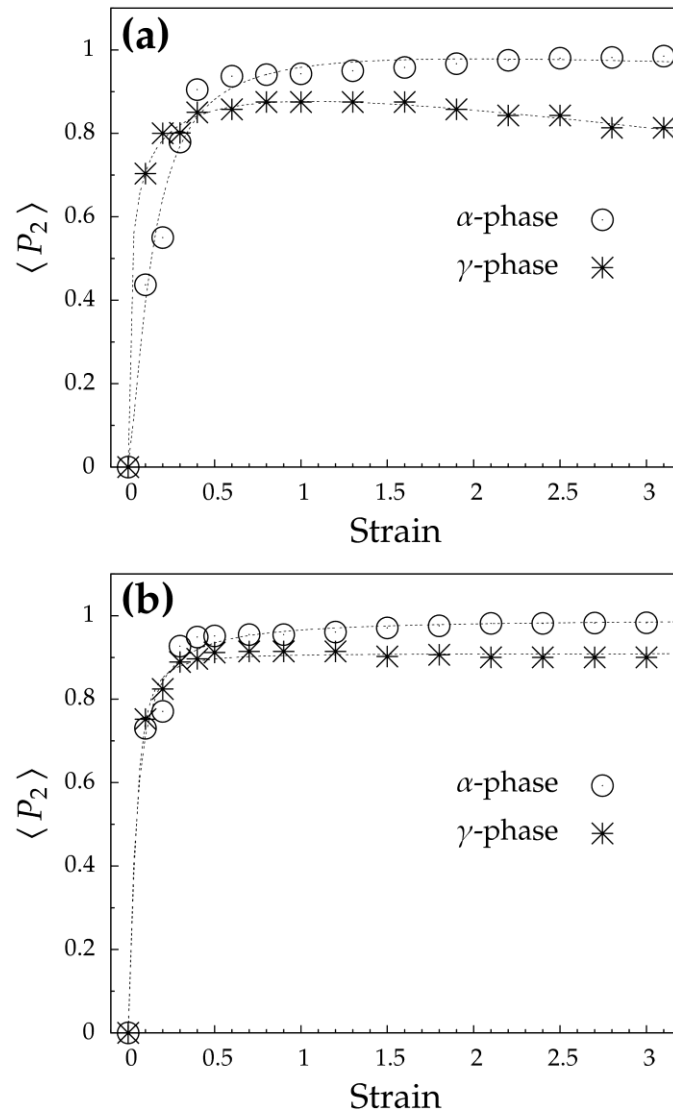 (a)
1
0.8
0.6
0.4
0.2
0
⟨ P₂ ⟩
α-phase
γ-phase
0 0.5 1 1.5 2 2.5 3
Strain
(b)
1
0.8
0.6
0.4
0.2
0
⟨ P₂ ⟩
α-phase
γ-phase
0 0.5 1 1.5 2 2.5 3
Strain